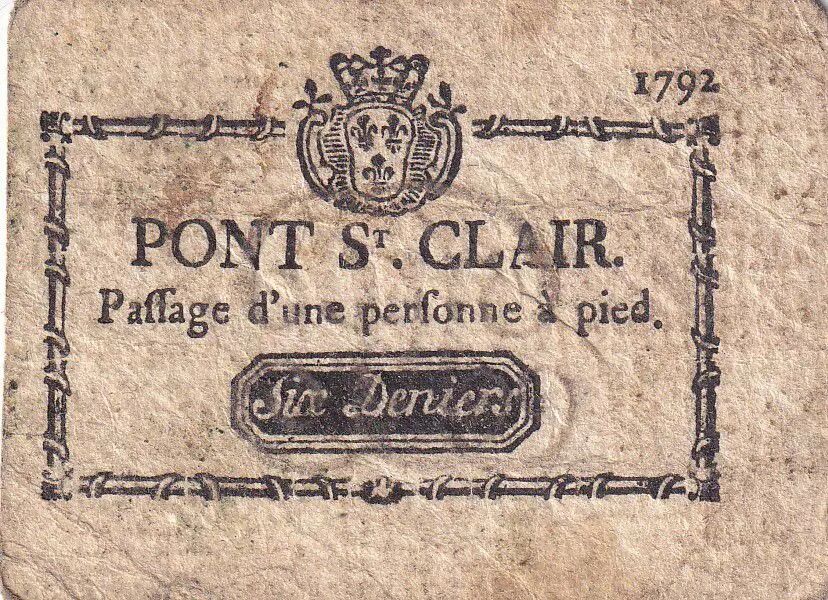 1792
PONT St. CLAIR.
Paſſage d'une perſonne à pied.
Six Deniers